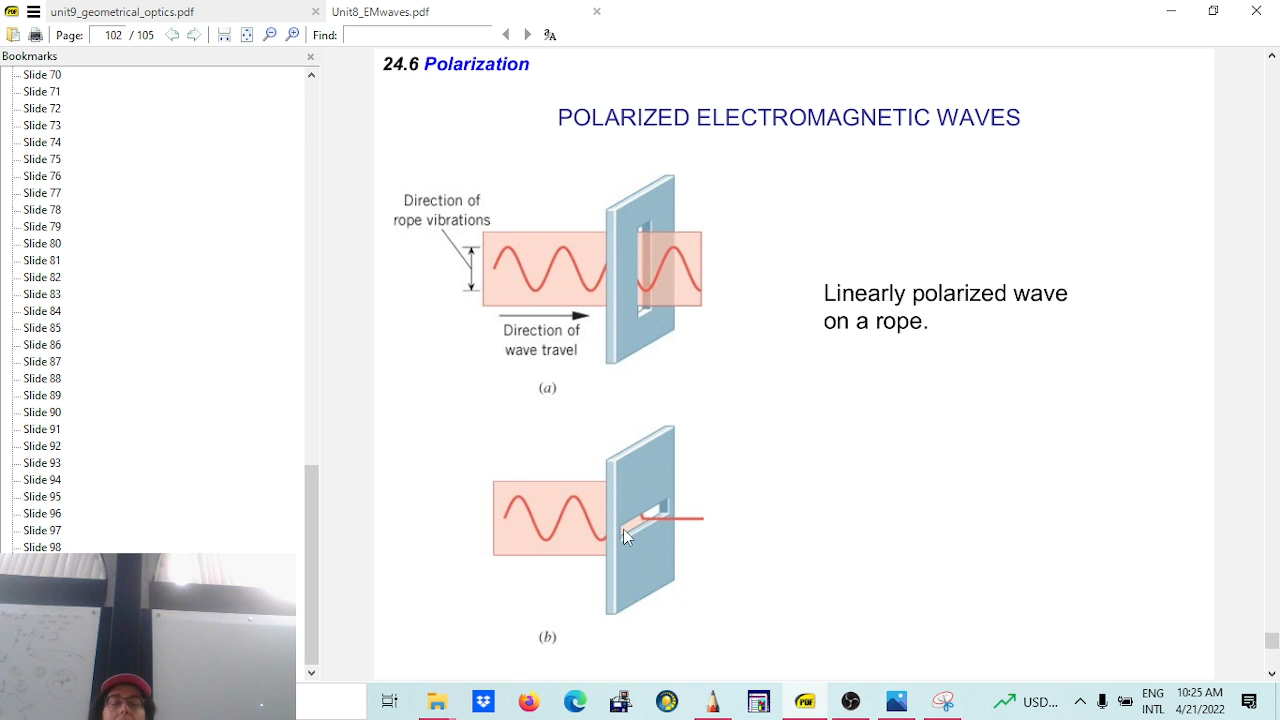 unit9_geometrical_optics.pdf
Unit8_EMwaves.pdf
Page:
102 / 105
Find:
Bookmarks
Slide 70
Slide 71
Slide 72
Slide 73
Slide 74
Slide 75
Slide 76
Slide 77
Slide 78
Slide 79
Slide 80
Slide 81
Slide 82
Slide 83
Slide 84
Slide 85
Slide 86
Slide 87
Slide 88
Slide 89
Slide 90
Slide 91
Slide 92
Slide 93
Slide 94
Slide 95
Slide 96
Slide 97
Slide 98
24.6 Polarization
POLARIZED ELECTROMAGNETIC WAVES
Direction of
rope vibrations
Direction of
wave travel
(a)
Linearly polarized wave
on a rope.
(b)
USD...
ENG
INTL
10:23 AM
4/21/2022